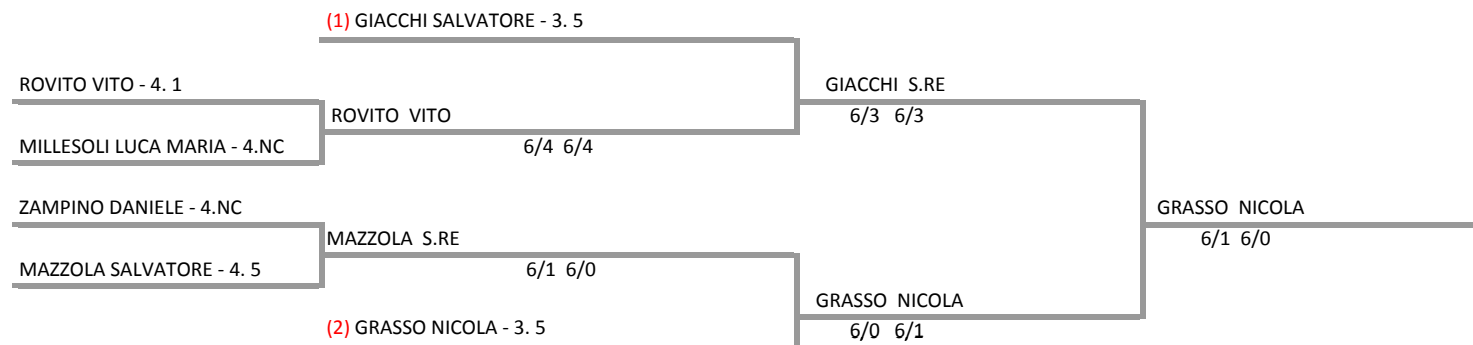 (1) GIACCHI SALVATORE - 3. 5
ROVITO VITO - 4. 1
GIACCHI S.RE
ROVITO VITO
6/3 6/3
MILLESOLI LUCA MARIA - 4.NC
6/4 6/4
ZAMPINO DANIELE - 4.NC
GRASSO NICOLA
MAZZOLA S.RE
6/1 6/0
MAZZOLA SALVATORE - 4. 5
6/1 6/0
GRASSO NICOLA
(2) GRASSO NICOLA - 3. 5
6/0 6/1